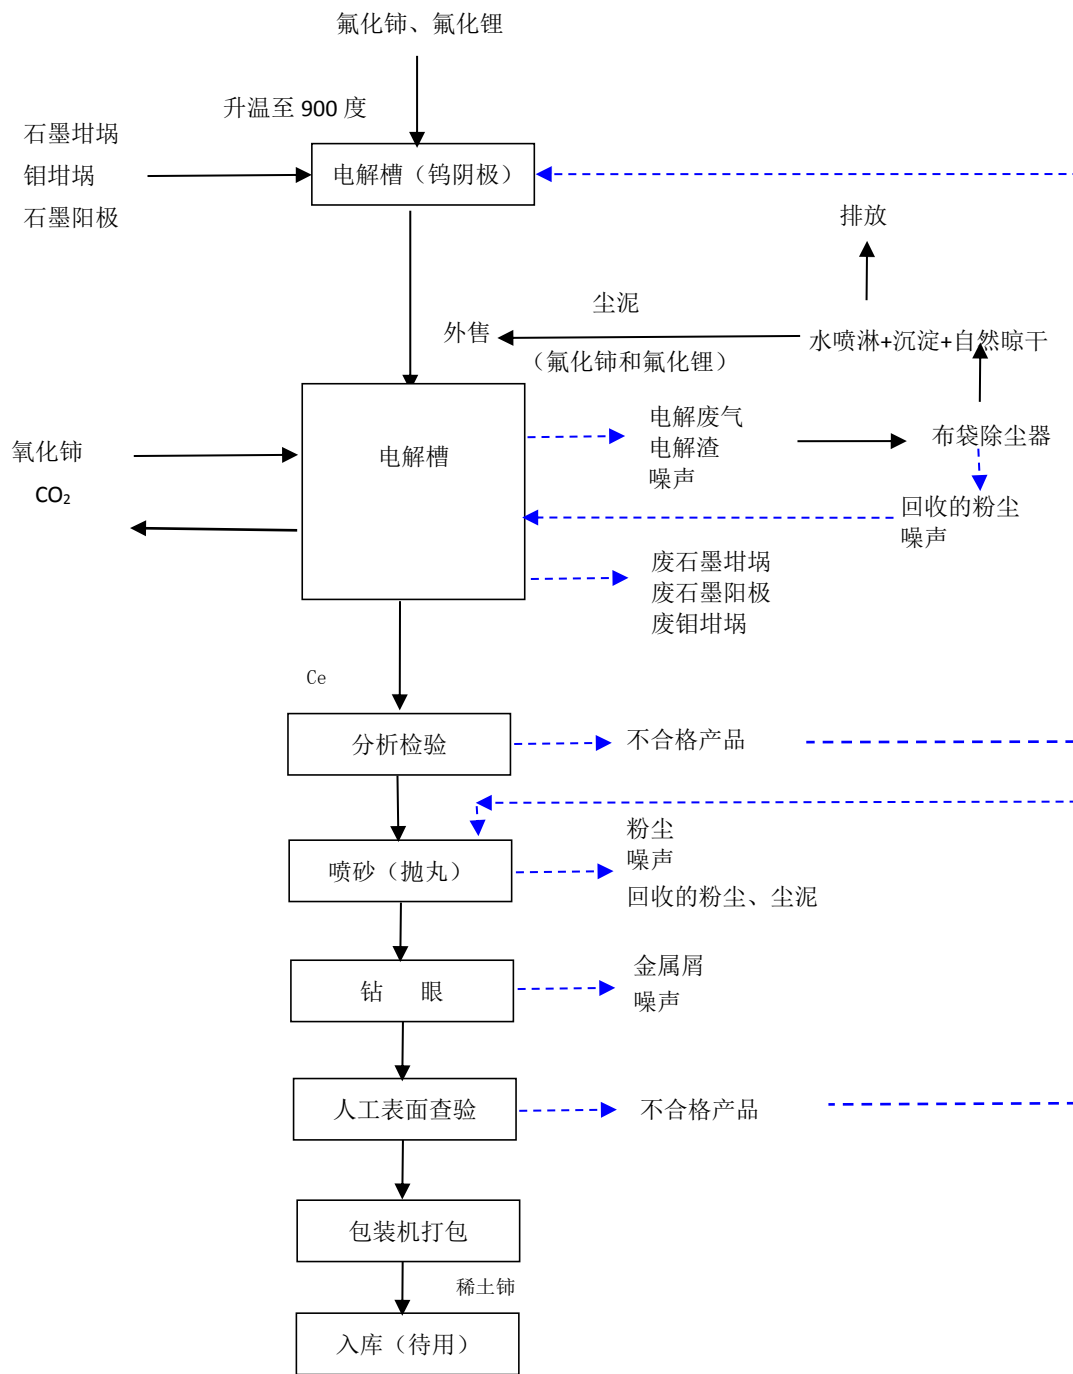 氟化铈、氟化锂
升温至 900 度
石墨坩埚
钼坩埚
石墨阳极
电解槽（钨阴极）
排放
尘泥
外售
水喷淋+沉淀+自然晾干
（氟化铈和氟化锂）
电解废气
电解渣
噪声
布袋除尘器
氧化铈
CO₂
电解槽
回收的粉尘
噪声
废石墨坩埚
废石墨阳极
废钼坩埚
Ce
分析检验
不合格产品
粉尘
噪声
喷砂（抛丸）
回收的粉尘、尘泥
金属屑
噪声
钻 眼
人工表面查验
不合格产品
包装机打包
稀土铈
入库（待用）